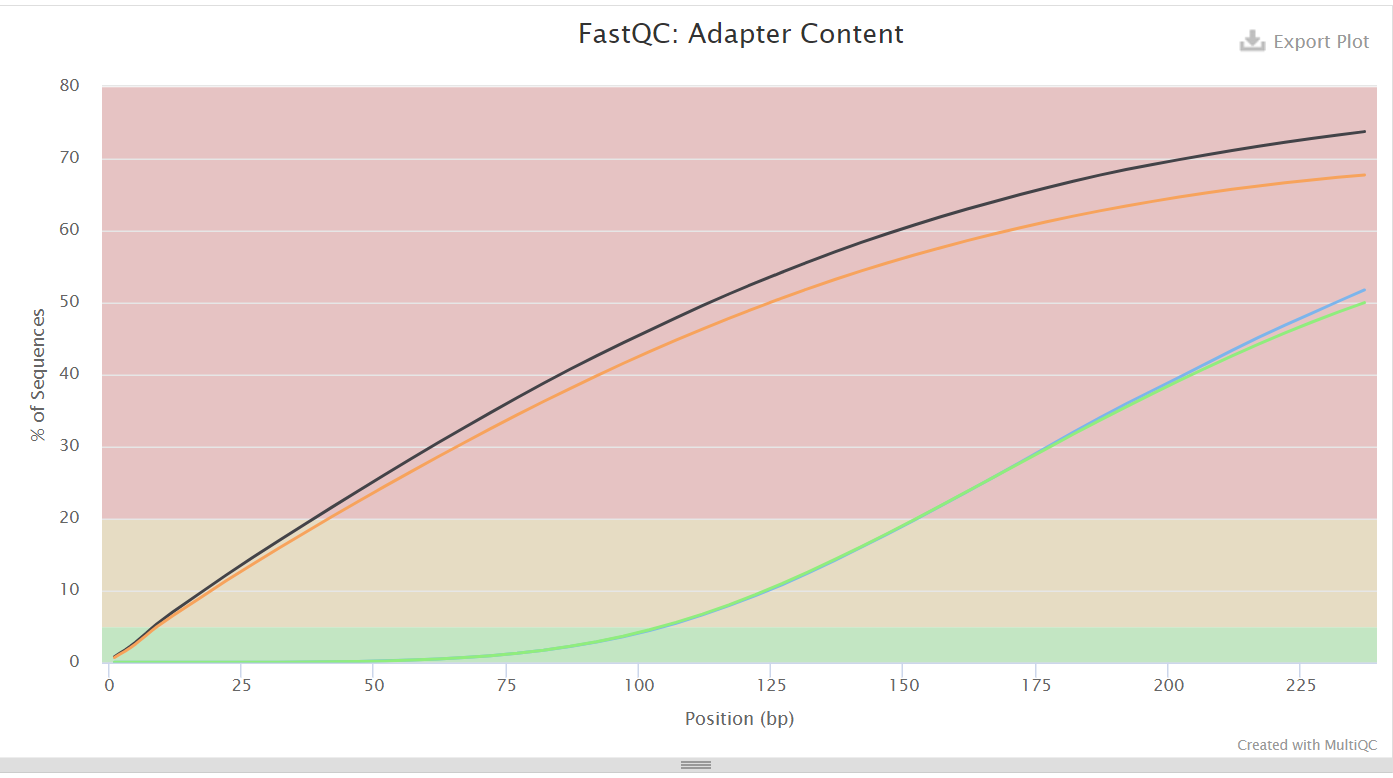 FastQC: Adapter Content
Export Plot
80
70
60
50
40
30
20
10
0
% of Sequences
0 25 50 75 100 125 150 175 200 225
Position (bp)
Created with MultiQC